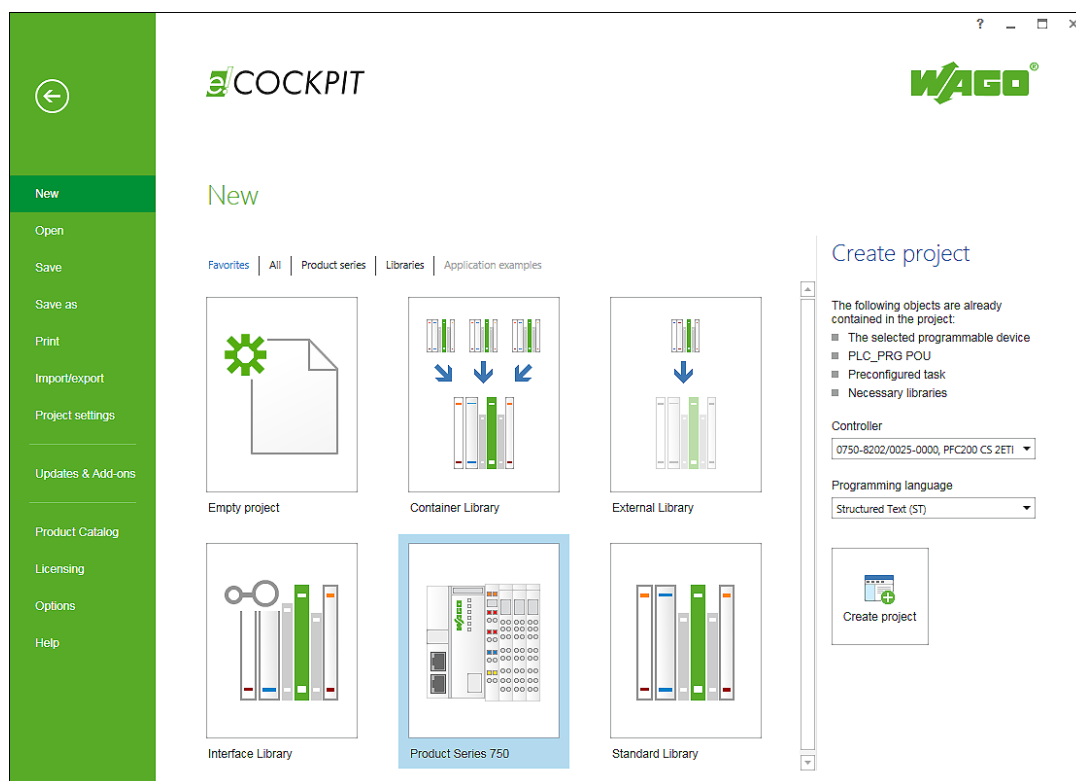 ?
e!COCKPIT
WAGO®
New
Open
Save
Save as
Print
Import/export
Project settings
Updates & Add-ons
Product Catalog
Licensing
Options
Help
New
Favorites | All | Product series | Libraries | Application examples
Empty project
Container Library
External Library
Interface Library
WAGO
Product Series 750
Standard Library
Create project
The following objects are already
contained in the project:
The selected programmable device
PLC_PRG POU
Preconfigured task
Necessary libraries
Controller
0750-8202/0025-0000, PFC200 CS 2ETI
Programming language
Structured Text (ST)
Create project